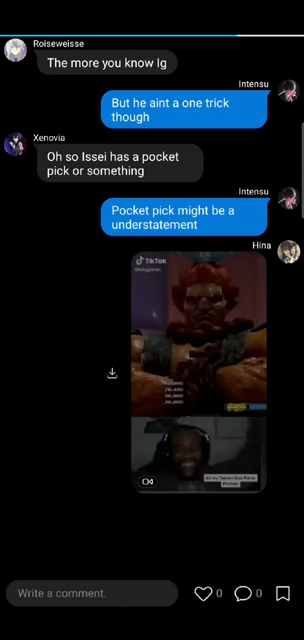 Roiseweisse
The more you know Ig
Intensu
But he aint a one trick
though
Xenovia
Oh so Issei has a pocket
pick or something
Intensu
Pocket pick might be a
understatement
Hina
TikTok
Write a comment.
0
0